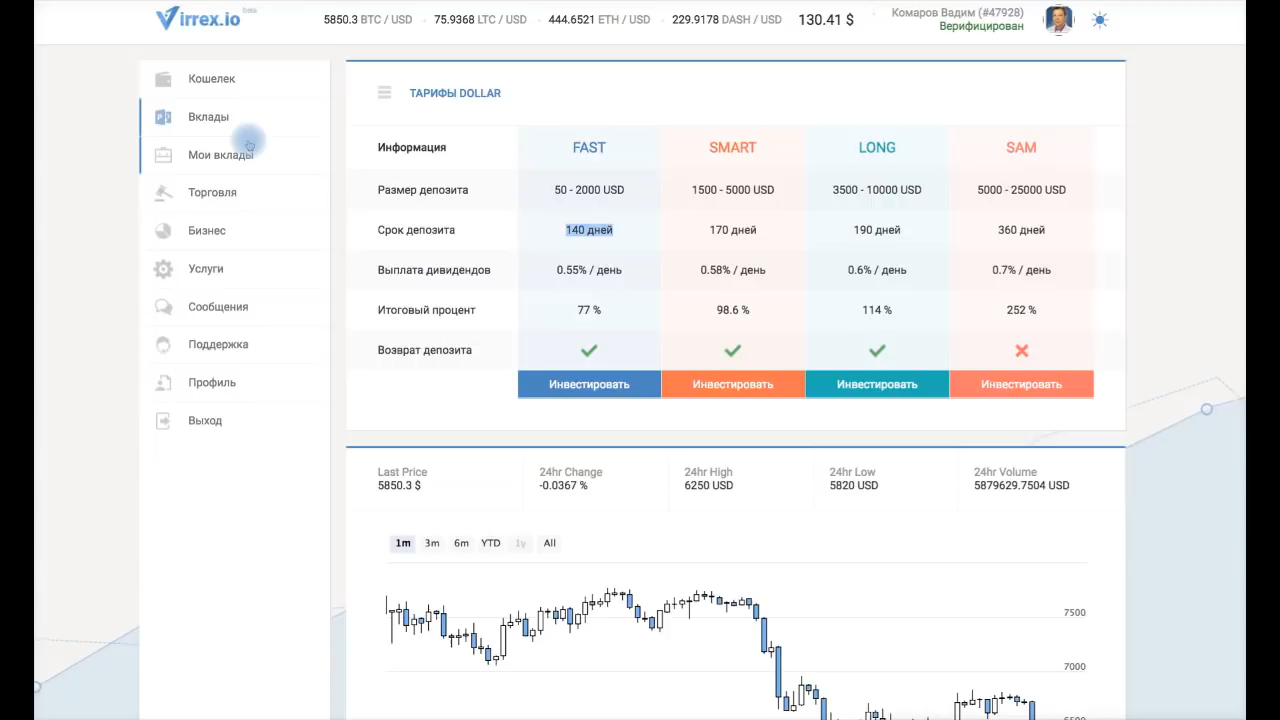 Virrex.io beta
5850.3 BTC / USD 75.9368 LTC / USD 444.6521 ETH / USD 229.9178 DASH / USD 130.41 $
Комаров Вадим (#47928)
Верифицирован
Кошелек
Вклады
Мои вклады
Торговля
Бизнес
Услуги
Сообщения
Поддержка
Профиль
Выход
ТАРИФЫ DOLLAR
Информация FAST SMART LONG SAM
Размер депозита 50 - 2000 USD 1500 - 5000 USD 3500 - 10000 USD 5000 - 25000 USD
Срок депозита 140 дней 170 дней 190 дней 360 дней
Выплата дивидендов 0.55% / день 0.58% / день 0.6% / день 0.7% / день
Итоговый процент 77 % 98.6 % 114 % 252 %
Возврат депозита
Инвестировать Инвестировать Инвестировать Инвестировать
Last Price 24hr Change 24hr High 24hr Low 24hr Volume
5850.3 $ -0.0367 % 6250 USD 5820 USD 5879629.7504 USD
1m 3m 6m YTD 1y All
7500
7000